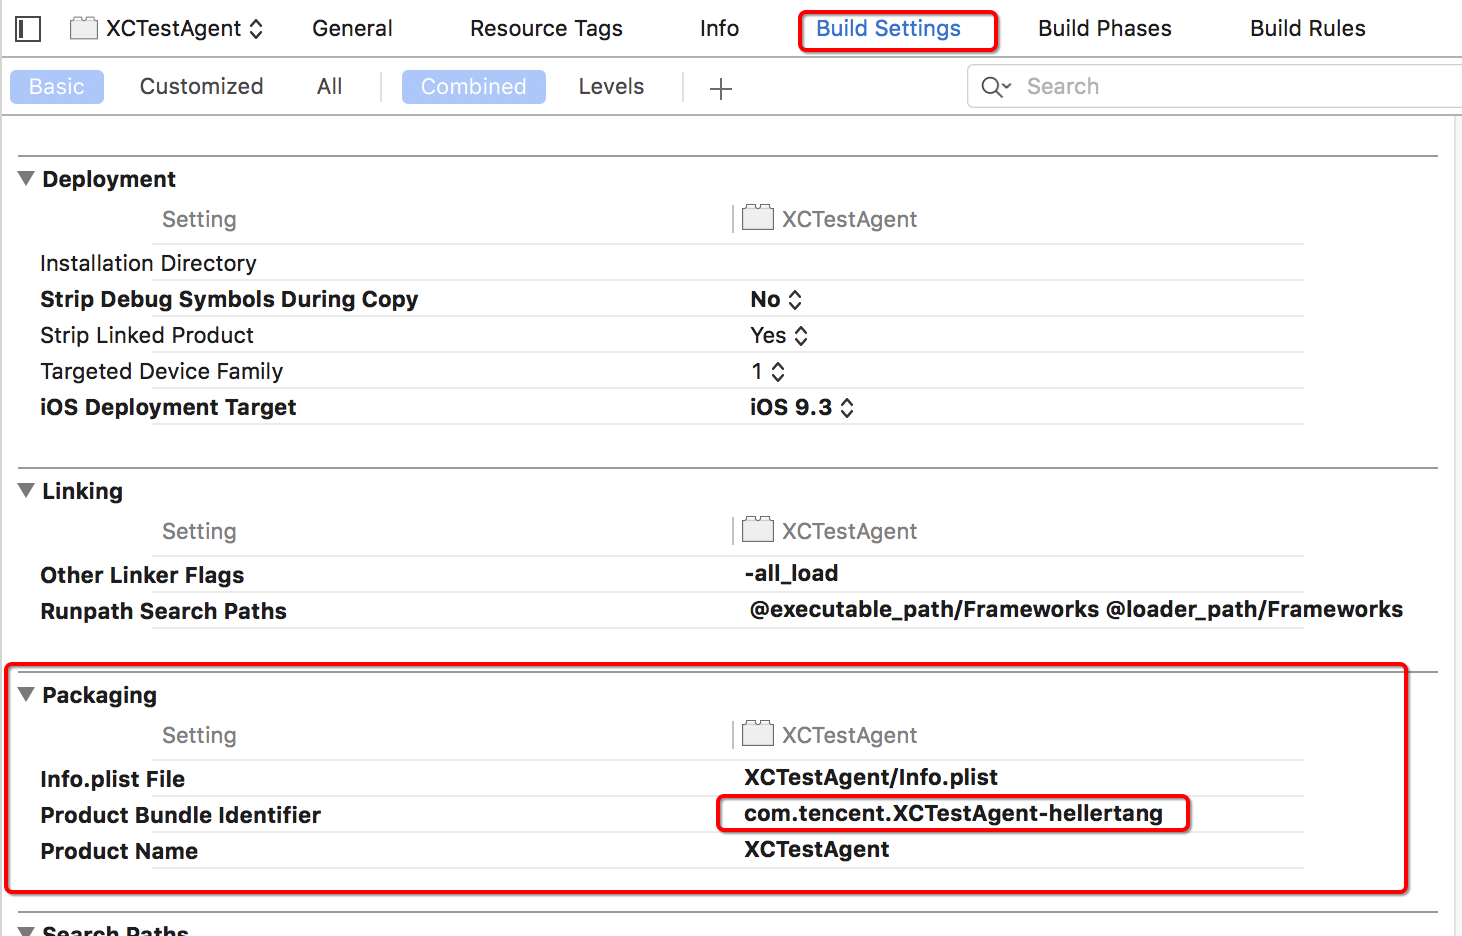 XCTestAgent General Resource Tags Info Build Settings Build Phases Build Rules
Basic Customized All Combined Levels Search
Deployment
Setting XCTestAgent
Installation Directory
Strip Debug Symbols During Copy No
Strip Linked Product Yes
Targeted Device Family 1
iOS Deployment Target iOS 9.3
Linking
Setting XCTestAgent
Other Linker Flags -all_load
Runpath Search Paths @executable_path/Frameworks @loader_path/Frameworks
Packaging
Setting XCTestAgent
Info.plist File XCTestAgent/Info.plist
Product Bundle Identifier com.tencent.XCTestAgent-hellertang
Product Name XCTestAgent
Search Paths